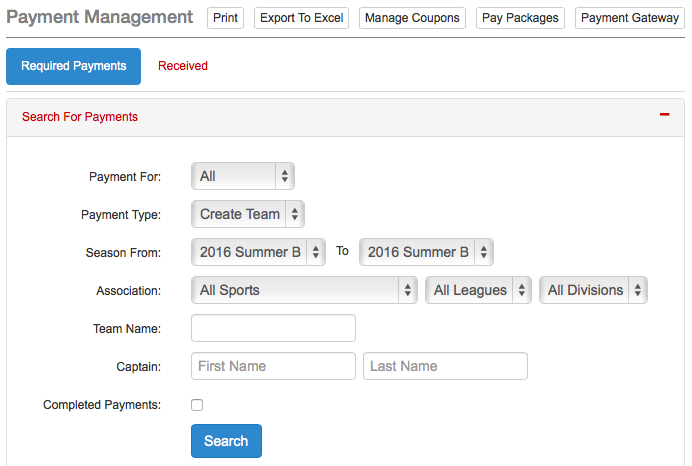 Payment Management Print Export To Excel Manage Coupons Pay Packages Payment Gateway
Required Payments Received
Search For Payments
Payment For: All
Payment Type: Create Team
Season From: 2016 Summer B To 2016 Summer B
Association: All Sports All Leagues All Divisions
Team Name:
Captain: First Name Last Name
Completed Payments:
Search